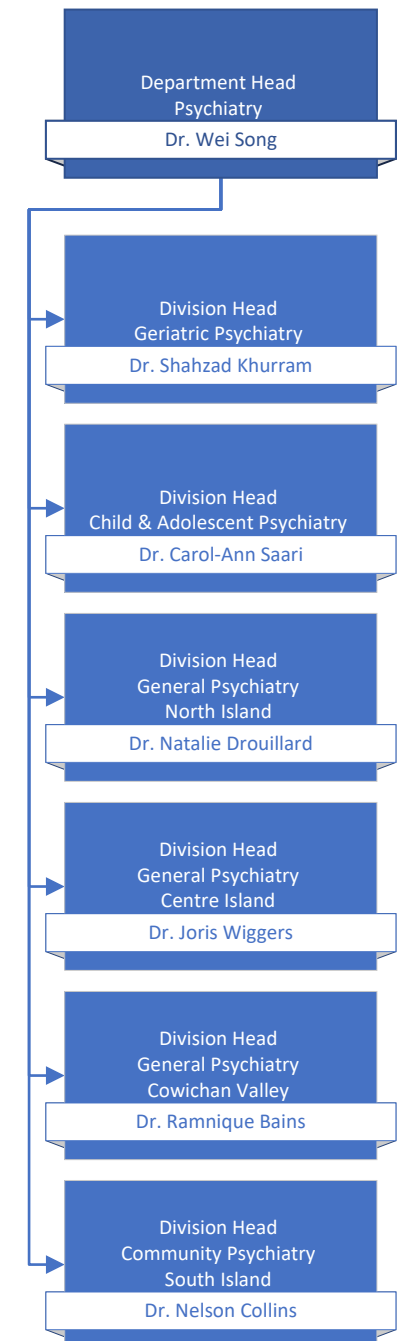 Department Head
Psychiatry
Dr. Wei Song
Division Head
Geriatric Psychiatry
Dr. Shahzad Khurram
Division Head
Child & Adolescent Psychiatry
Dr. Carol-Ann Saari
Division Head
General Psychiatry
North Island
Dr. Natalie Drouillard
Division Head
General Psychiatry
Centre Island
Dr. Joris Wiggers
Division Head
General Psychiatry
Cowichan Valley
Dr. Ramnique Bains
Division Head
Community Psychiatry
South Island
Dr. Nelson Collins